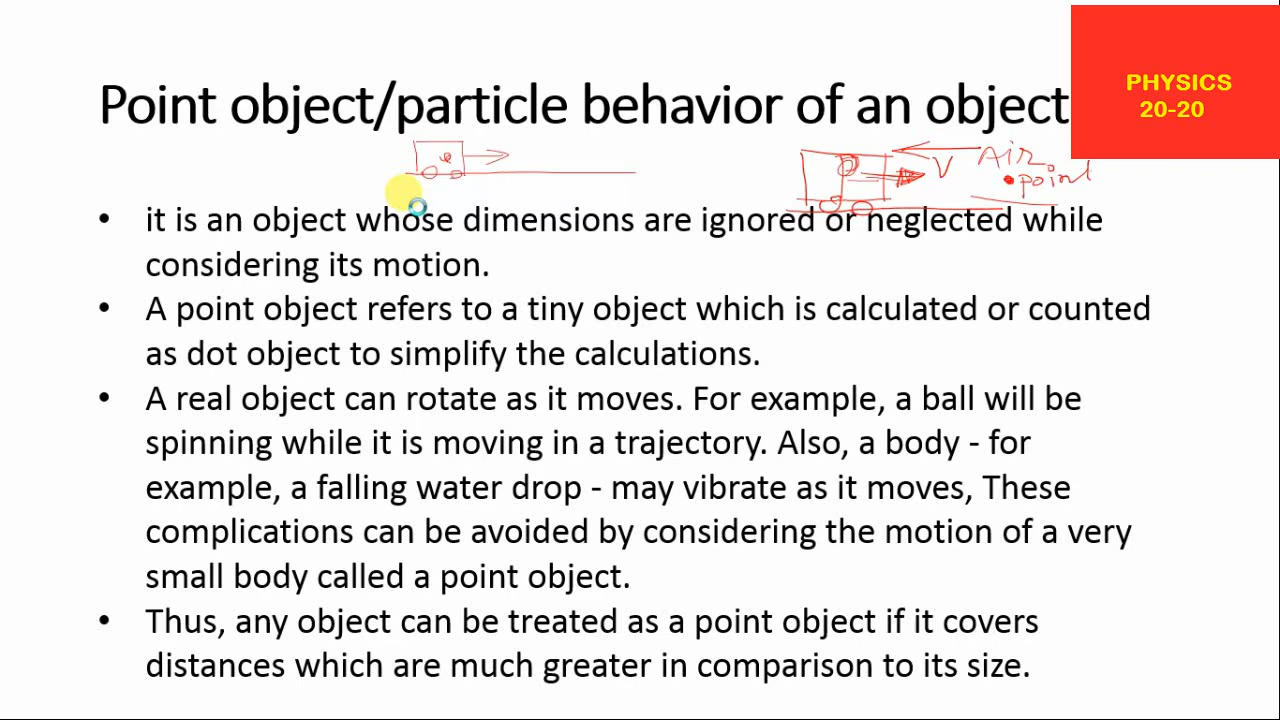 Point object/particle behavior of an object
PHYSICS
20-20
V
Air
point
• it is an object whose dimensions are ignored or neglected while
considering its motion.
• A point object refers to a tiny object which is calculated or counted
as dot object to simplify the calculations.
• A real object can rotate as it moves. For example, a ball will be
spinning while it is moving in a trajectory. Also, a body - for
example, a falling water drop - may vibrate as it moves, These
complications can be avoided by considering the motion of a very
small body called a point object.
• Thus, any object can be treated as a point object if it covers
distances which are much greater in comparison to its size.